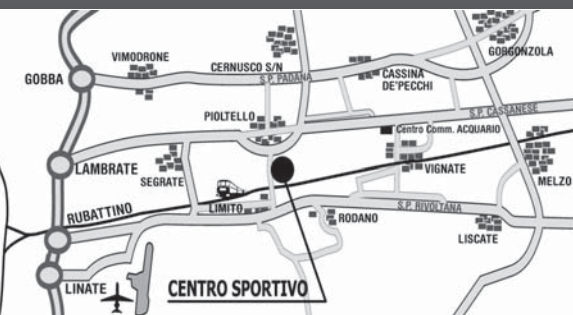 GORGONZOLA
VIMODRONE
CERNUSCO S/N
GOBBA
S.P. PADANA
CASSINA
DE'PECCHI
PIOLTELLO
S.P. CASSANESE
Centro Comm. ACQUARIO
LAMBRATE
SEGRATE
VIGNATE
MELZO
RUBATTINO
LIMITO
S.P. RIVOLTANA
RODANO
LISCATE
LINATE
CENTRO SPORTIVO